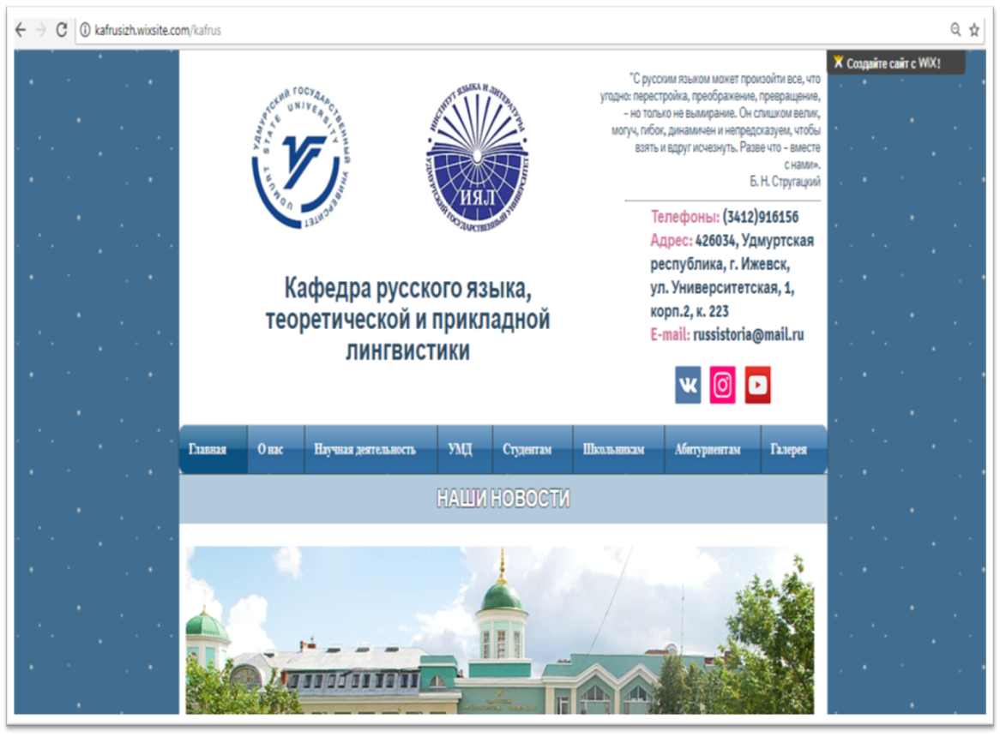 kafrusizh.wixsite.com/kafrus
Создайте сайт с WiX!
УДМУРТСКИЙ ГОСУДАРСТВЕННЫЙ УНИВЕРСИТЕТ
UDMURT STATE UNIVERSITY
ИНСТИТУТ ЯЗЫКА И ЛИТЕРАТУРЫ
ИЯЛ
УДМУРТСКИЙ ГОСУДАРСТВЕННЫЙ УНИВЕРСИТЕТ
"С русским языком может произойти все, что
угодно: перестройка, преображение, превращение,
– но только не вымирание. Он слишком велик,
могуч, гибок, динамичен и непредсказуем, чтобы
взять и вдруг исчезнуть. Разве что – вместе
с нами».
Б. Н. Стругацкий
Телефоны: (3412)916156
Адрес: 426034, Удмуртская
республика, г. Ижевск,
ул. Университетская, 1,
корп.2, к. 223
E-mail: russistoria@mail.ru
Кафедра русского языка,
теоретической и прикладной
лингвистики
Главная О нас Научная деятельность УМД Студентам Школьникам Абитуриентам Галерея
НАШИ НОВОСТИ